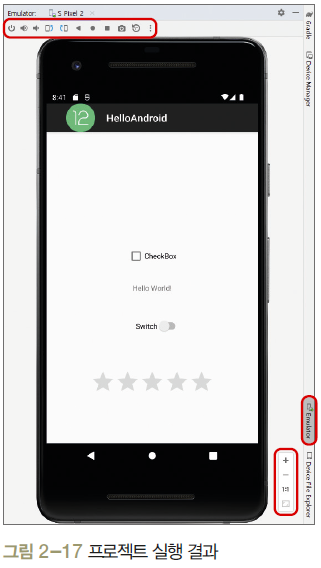 Emulator: S Pixel 2 ×
Gradle
Device Manager
8:41
12 HelloAndroid
CheckBox
Hello World!
Switch
Emulator
Device File Explorer
1:1
그림 2-17 프로젝트 실행 결과